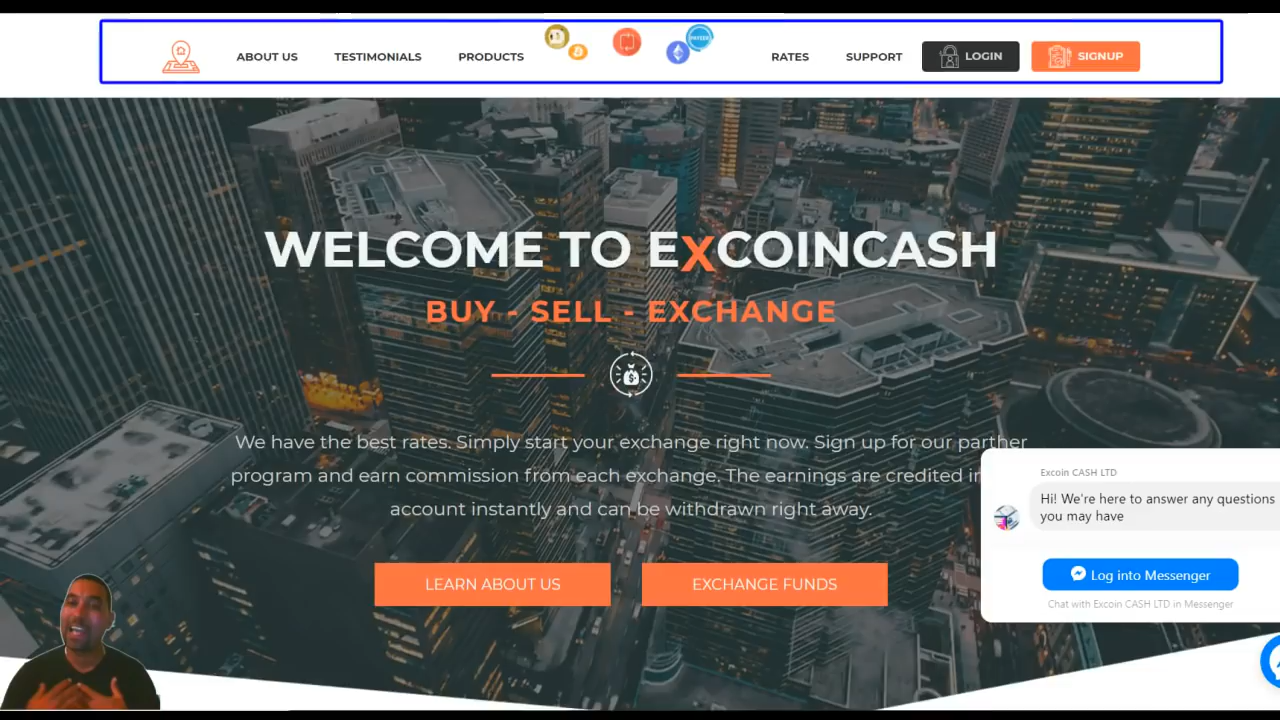 ABOUT US
TESTIMONIALS
PRODUCTS
PAYEER
RATES
SUPPORT
LOGIN
SIGNUP
WELCOME TO EXCOINCASH
BUY - SELL - EXCHANGE
We have the best rates. Simply start your exchange right now. Sign up for our parther
program and earn commission from each exchange. The earnings are credited in
account instantly and can be withdrawn right away.
LEARN ABOUT US
EXCHANGE FUNDS
Excoin CASH LTD
Hi! We're here to answer any questions
you may have
Log into Messenger
Chat with Excoin CASH LTD in Messenger